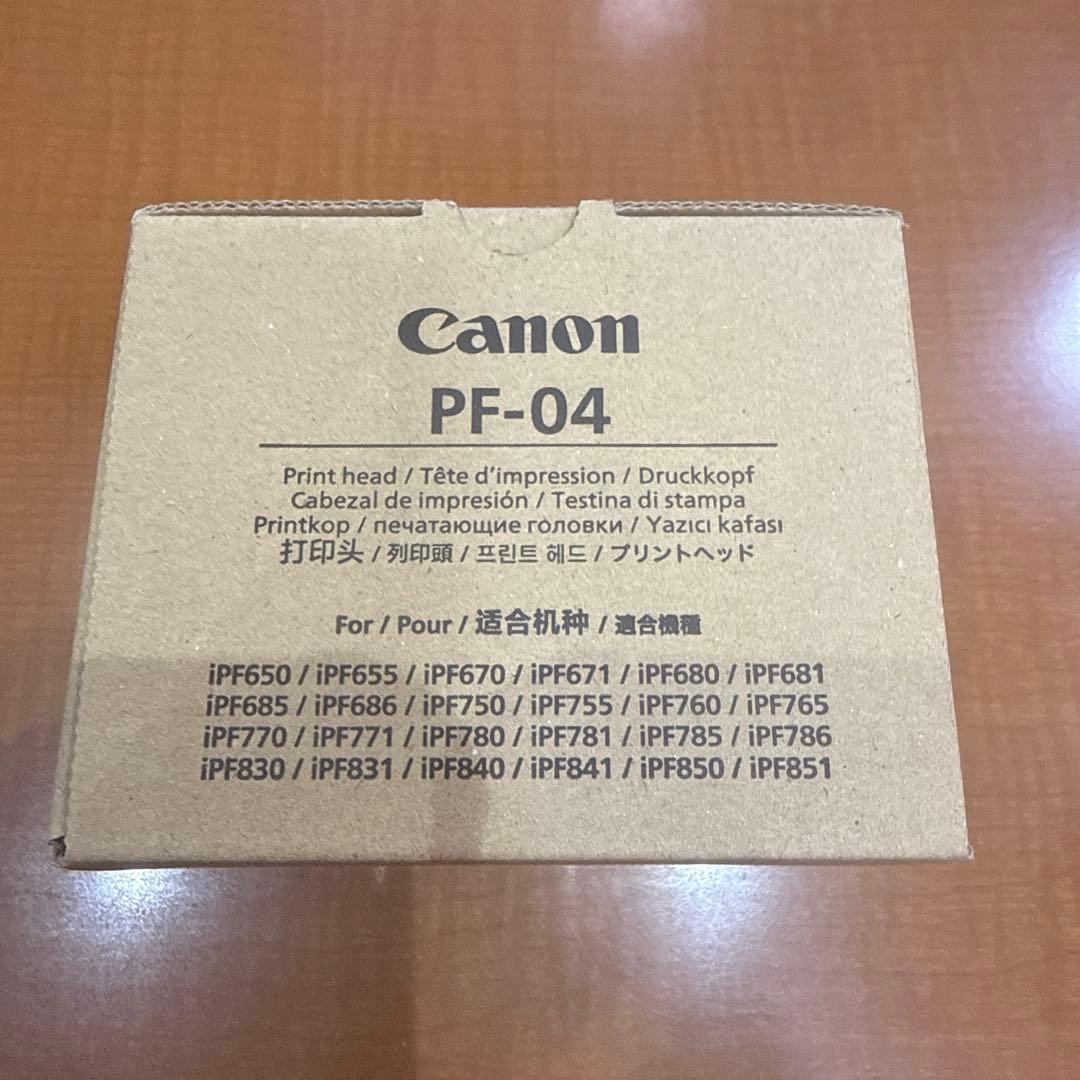 Canon
PF-04
Print head / Tête d'impression / Druckkopf
Cabezal de impresión / Testina di stampa
Printkop / печатающие головки / Yazıcı kafası
打印头 / 列印頭 / 프린트 헤드 / プリントヘッド
For / Pour / 适合机种 / 適合機種
iPF650 / iPF655 / iPF670 / iPF671 / iPF680 / iPF681
iPF685 / iPF686 / iPF750 / iPF755 / iPF760 / iPF765
iPF770 / iPF771 / iPF780 / iPF781 / iPF785 / iPF786
iPF830 / iPF831 / iPF840 / iPF841 / iPF850 / iPF851